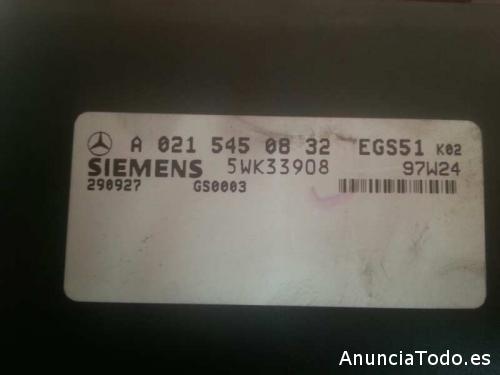 A 021 545 08 32 EGS51 K02
SIEMENS 5WK33908 97W24
290927 GS0003
AnunciaTodo.es